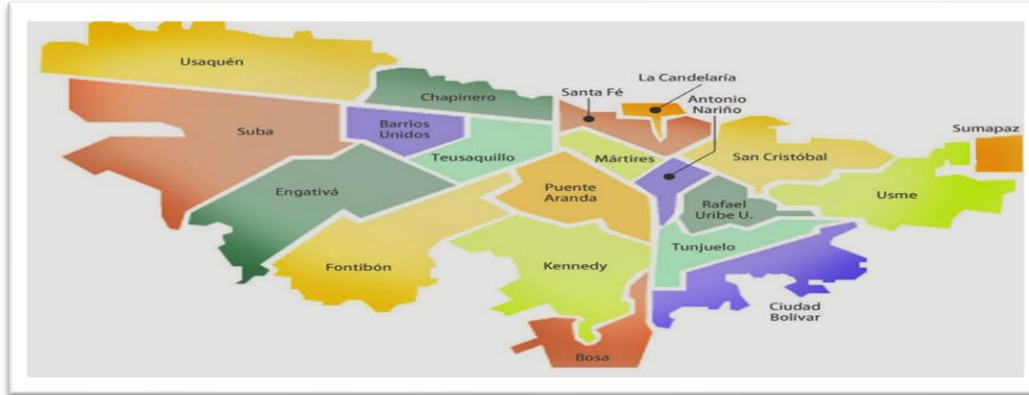 Usaquén
La Candelaría
Santa Fé
Chapinero
Antonio
Nariño
Suba
Barrios
Unidos
Sumapaz
Teusaquillo
Mártires
San Cristóbal
Engativá
Puente
Aranda
Usme
Rafael
Uribe U.
Tunjuelo
Fontibón
Kennedy
Ciudad
Bolívar
Bosa